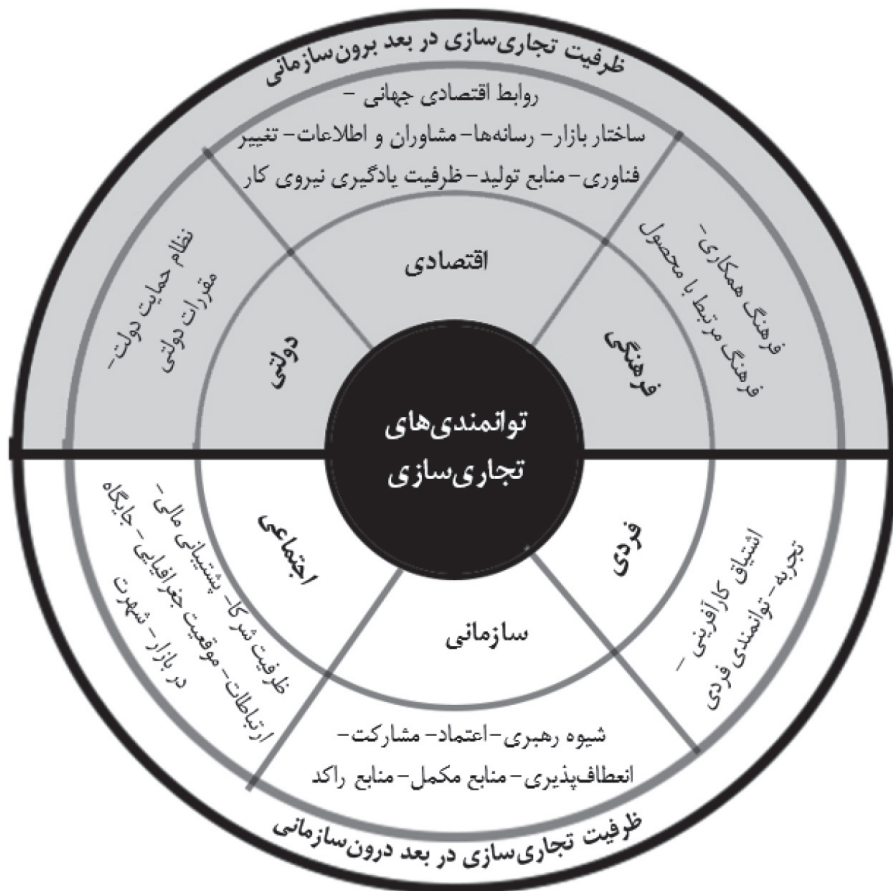 ظرفیت تجاری‌سازی در بعد برون‌سازمانی
روابط اقتصادی جهانی -
ساختار بازار- رسانه‌ها- مشاوران و اطلاعات- تغییر
فناوری- منابع تولید- ظرفیت یادگیری نیروی کار
اقتصادی
فرهنگ همکاری-
فرهنگ مرتبط با محصول
فرهنگی
نظام حمایت دولت-
مقررات دولتی
دولتی
توانمندی‌های
تجاری‌سازی
فردی
اشتیاق کارآفرینی -
تجربه- توانمندی فردی
اجتماعی
ظرفیت شرکا- پشتیبانی مالی-
ارتباطات- موقعیت جغرافیایی- جایگاه
در بازار- شهرت
سازمانی
شیوه رهبری-اعتماد- مشارکت-
انعطاف‌پذیری- منابع مکمل- منابع راکد
ظرفیت تجاری‌سازی در بعد درون‌سازمانی